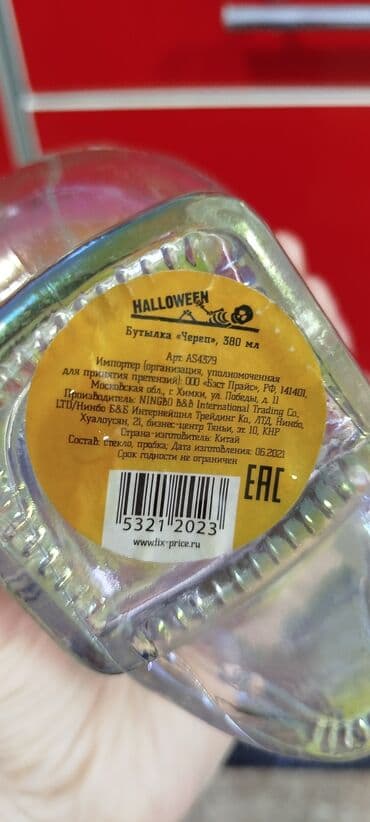 HALLOWEEN
Бутылка «Череп», 380 мл
Арт. AS4379
Импортер (организация, уполномоченная
для принятия претензий): ООО «Бэст Прайс», РФ, 141401,
Московская обл., г. Химки, ул. Победы, д. 11
Производитель: NINGBO B&B International Trading Co.,
LTD/Нинбо Б&Б Интернейшнл Трейдинг Ко., ЛТД, Нинбо,
Хуалоуслн, 21, бизнес-центр Тяньи, эт. 10, КНР
Страна-изготовитель: Китай
Состав: стекло, пробка; Дата изготовления: 06.2021
Срок годности не ограничен
EAC
5321 2023
www.fix-price.ru